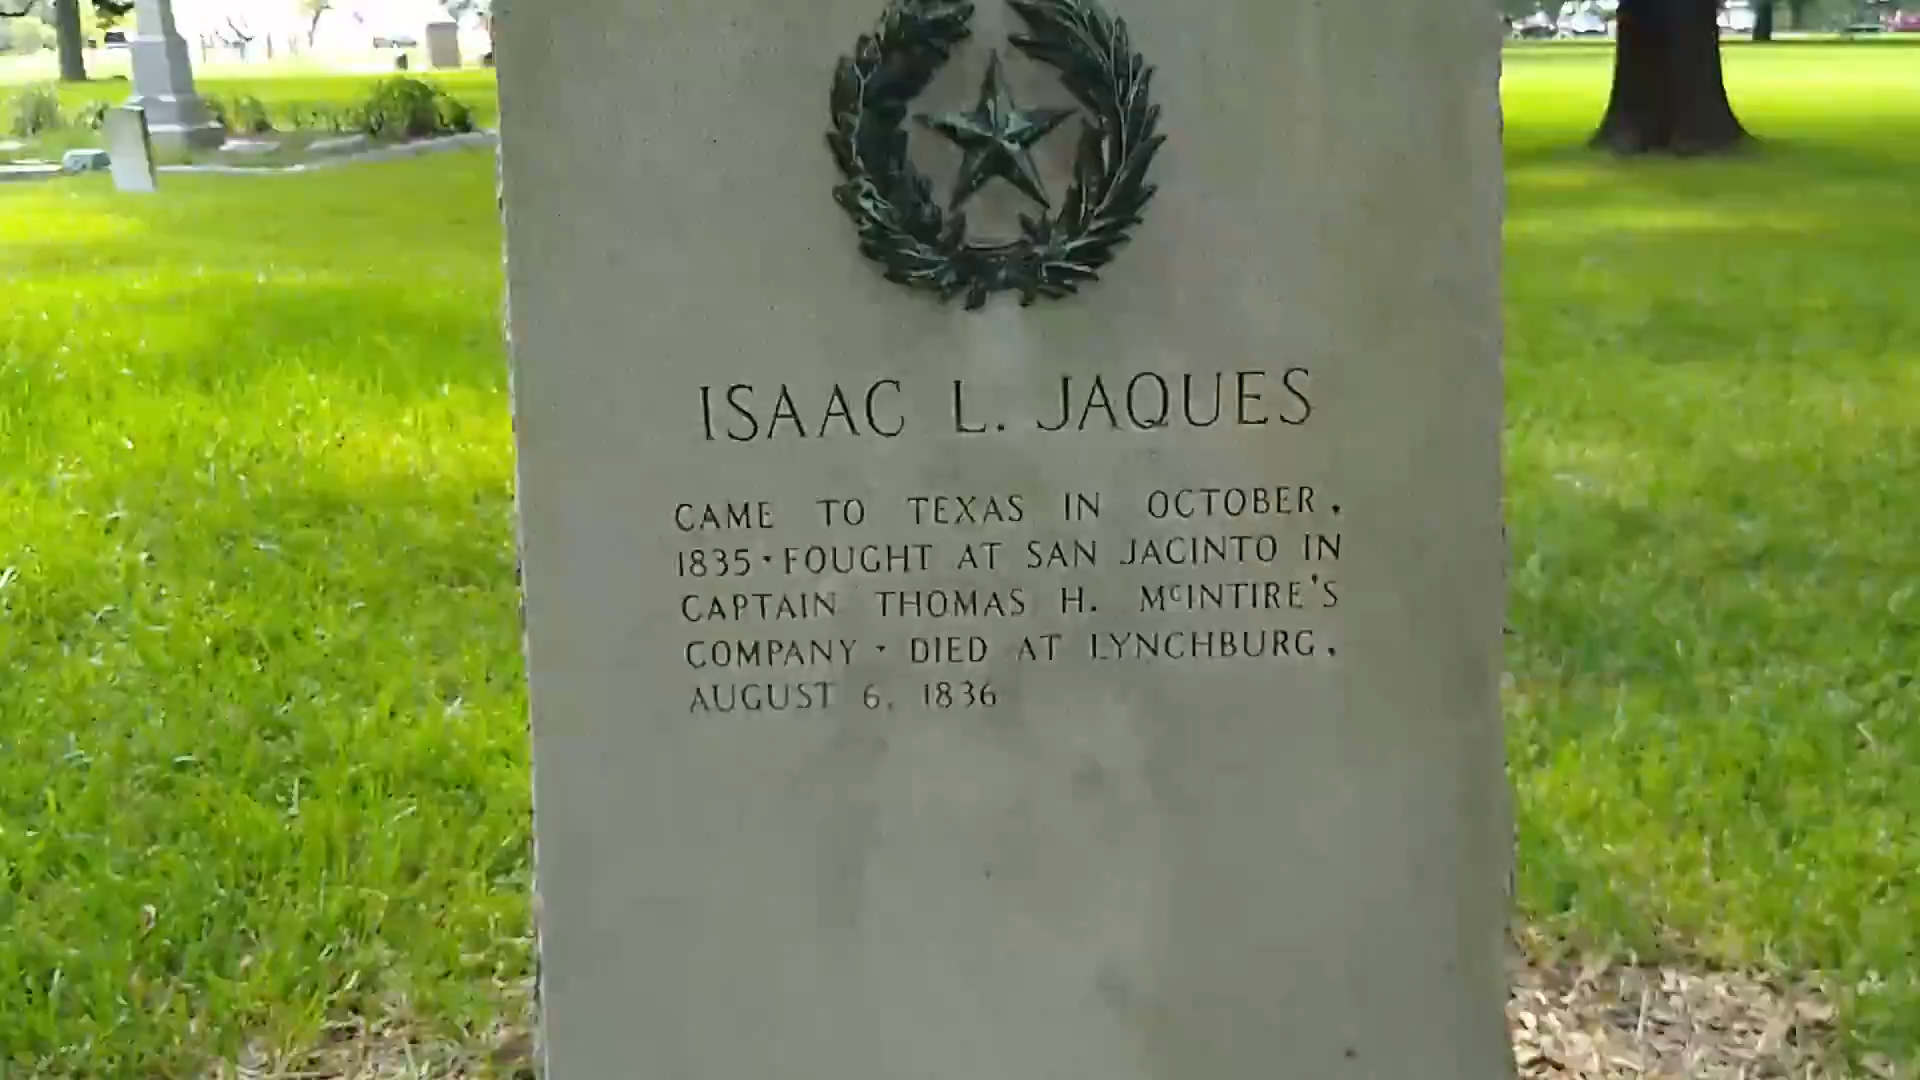 ISAAC L. JAQUES
CAME TO TEXAS IN OCTOBER,
1835 · FOUGHT AT SAN JACINTO IN
CAPTAIN THOMAS H. McINTIRE'S
COMPANY · DIED AT LYNCHBURG,
AUGUST 6, 1836